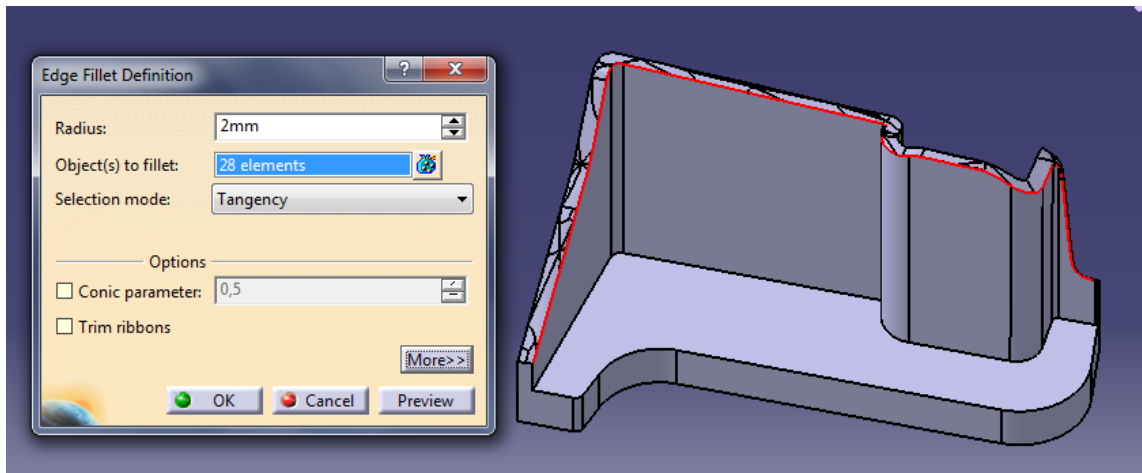 Edge Fillet Definition
? X
Radius: 2mm
Object(s) to fillet: 28 elements
Selection mode: Tangency
Options
Conic parameter: 0,5
Trim ribbons
More>>
OK Cancel Preview